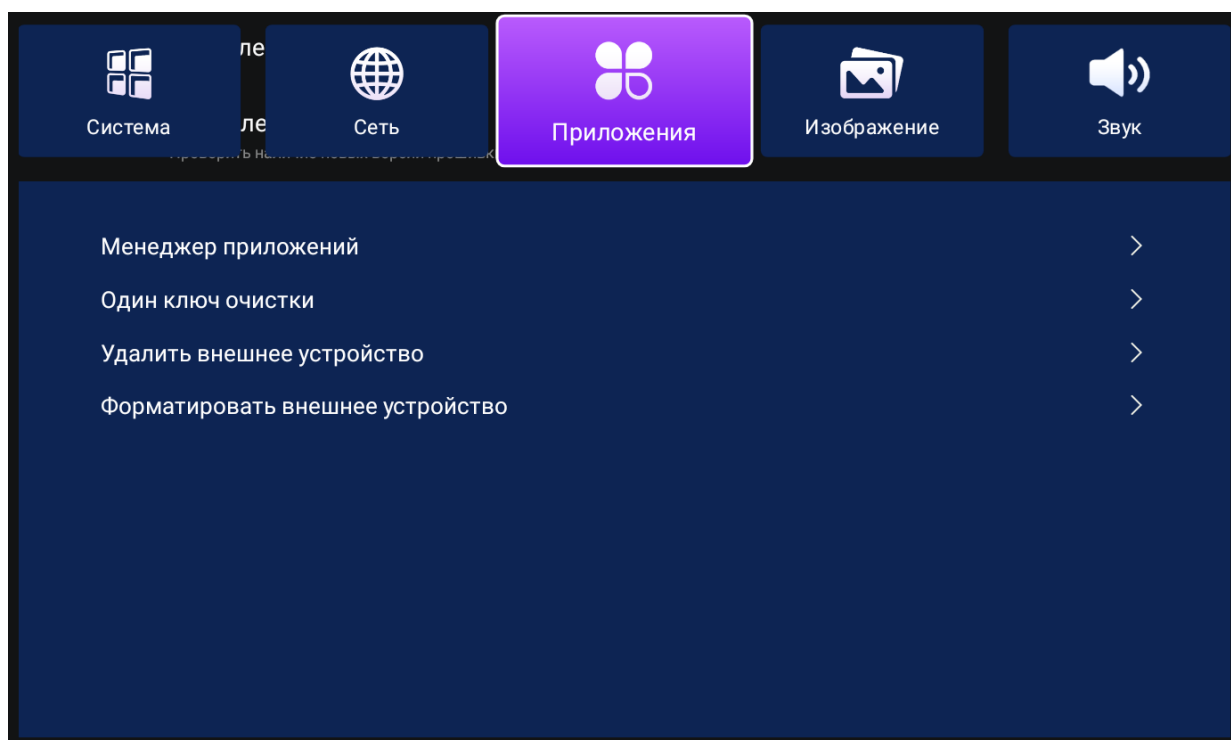 Система
Сеть
Приложения
Изображение
Звук
Менеджер приложений
Один ключ очистки
Удалить внешнее устройство
Форматировать внешнее устройство